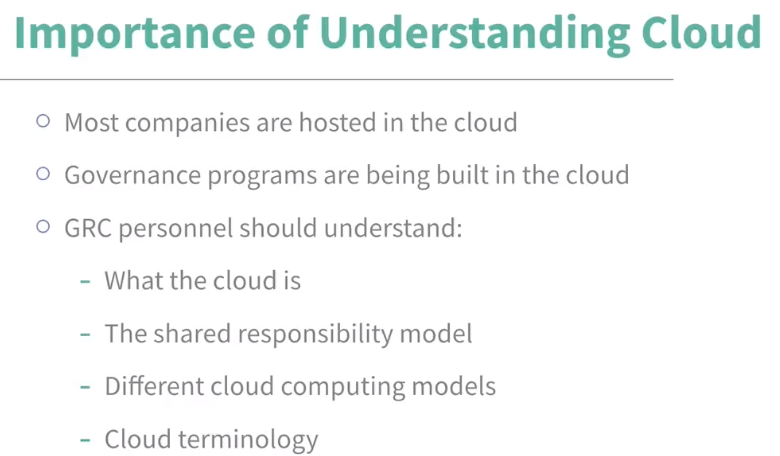 Importance of Understanding Cloud
Most companies are hosted in the cloud
Governance programs are being built in the cloud
GRC personnel should understand:
- What the cloud is
- The shared responsibility model
- Different cloud computing models
- Cloud terminology